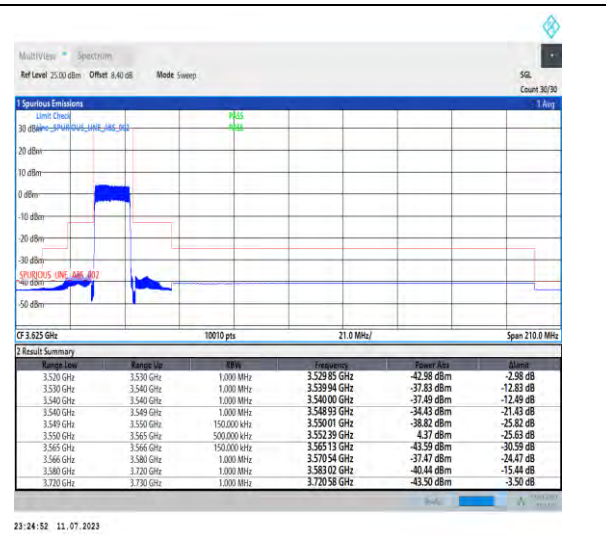 MultiView Spectrum
Ref Level 25.00 dBm Offset 8.40 dB Mode Sweep SGL
Count 30/30
1 Spurious Emissions 1 Avg
Limit Check PASS
30 dBm Line _SPURIOUS_LINE_ABS_002 PASS
20 dBm
10 dBm
0 dBm
-10 dBm
-20 dBm
-30 dBm
SPURIOUS_LINE_ABS_002
-40 dBm
-50 dBm
CF 3.625 GHz 10010 pts 21.0 MHz/ Span 210.0 MHz
2 Result Summary
Range Low Range Up RBW Frequency Power Abs ΔLimit
3.520 GHz 3.530 GHz 1.000 MHz 3.52985 GHz -42.98 dBm -2.98 dB
3.530 GHz 3.540 GHz 1.000 MHz 3.53994 GHz -37.83 dBm -12.83 dB
3.540 GHz 3.540 GHz 1.000 MHz 3.54000 GHz -37.49 dBm -12.49 dB
3.540 GHz 3.549 GHz 1.000 MHz 3.54893 GHz -34.43 dBm -21.43 dB
3.549 GHz 3.550 GHz 150.000 kHz 3.55001 GHz -38.82 dBm -25.82 dB
3.550 GHz 3.565 GHz 500.000 kHz 3.55239 GHz 4.37 dBm -25.63 dB
3.565 GHz 3.566 GHz 150.000 kHz 3.56513 GHz -43.59 dBm -30.59 dB
3.566 GHz 3.580 GHz 1.000 MHz 3.57054 GHz -37.47 dBm -24.47 dB
3.580 GHz 3.720 GHz 1.000 MHz 3.58302 GHz -40.44 dBm -15.44 dB
3.720 GHz 3.730 GHz 1.000 MHz 3.72058 GHz -43.50 dBm -3.50 dB
Ready
23:24:52 11.07.2023